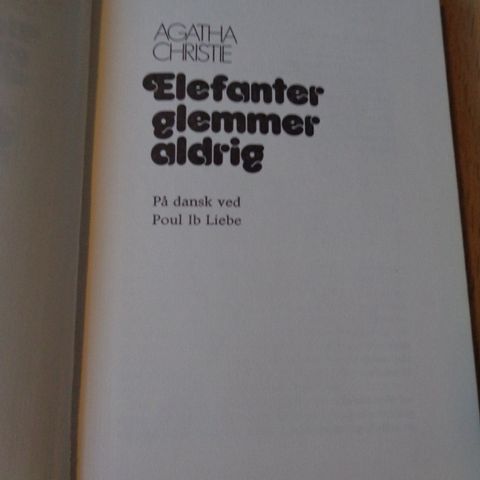 AGATHA
CHRISTIE
Elefanter
glemmer
aldrig
På dansk ved
Poul Ib Liebe